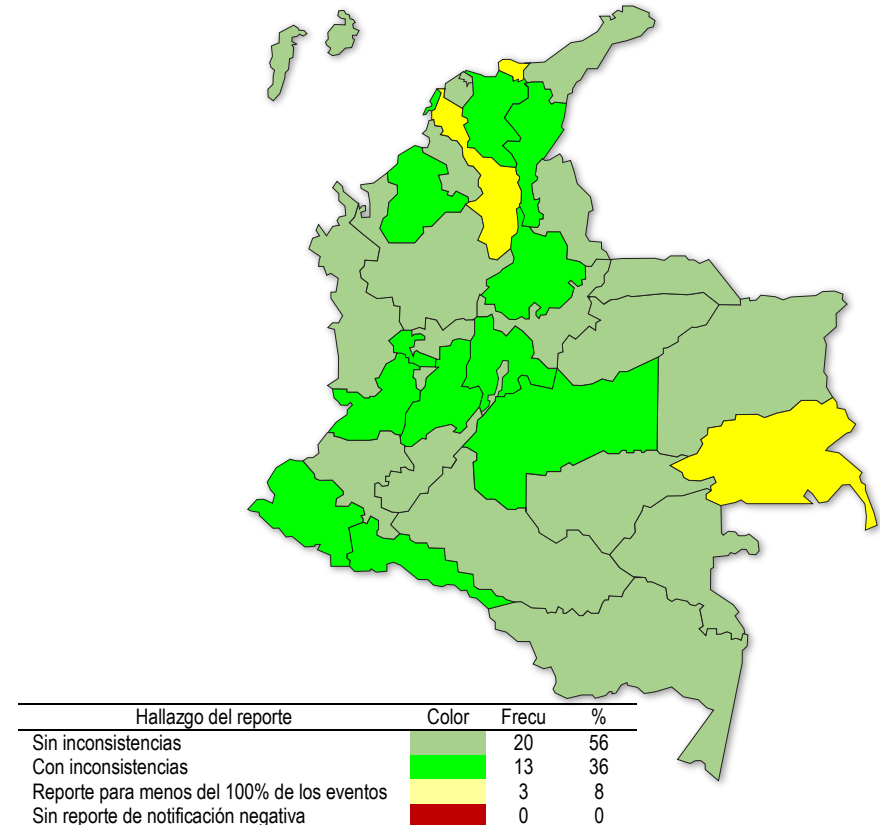 Hallazgo del reporte Color Frecu %
Sin inconsistencias 20 56
Con inconsistencias 13 36
Reporte para menos del 100% de los eventos 3 8
Sin reporte de notificación negativa 0 0